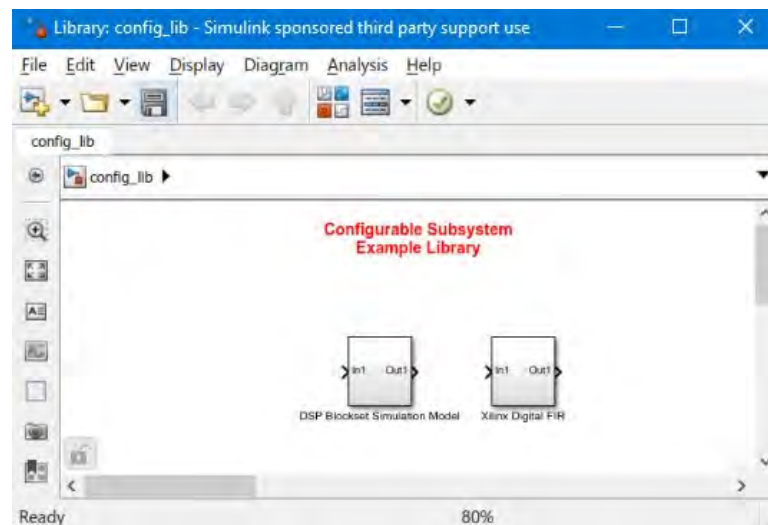 Library: config_lib - Simulink sponsored third party support use
File Edit View Display Diagram Analysis Help
config_lib
config_lib
Configurable Subsystem
Example Library
In1 Out1 In1 Out1
DSP Blockset Simulation Model Xilinx Digital FIR
Ready 80%